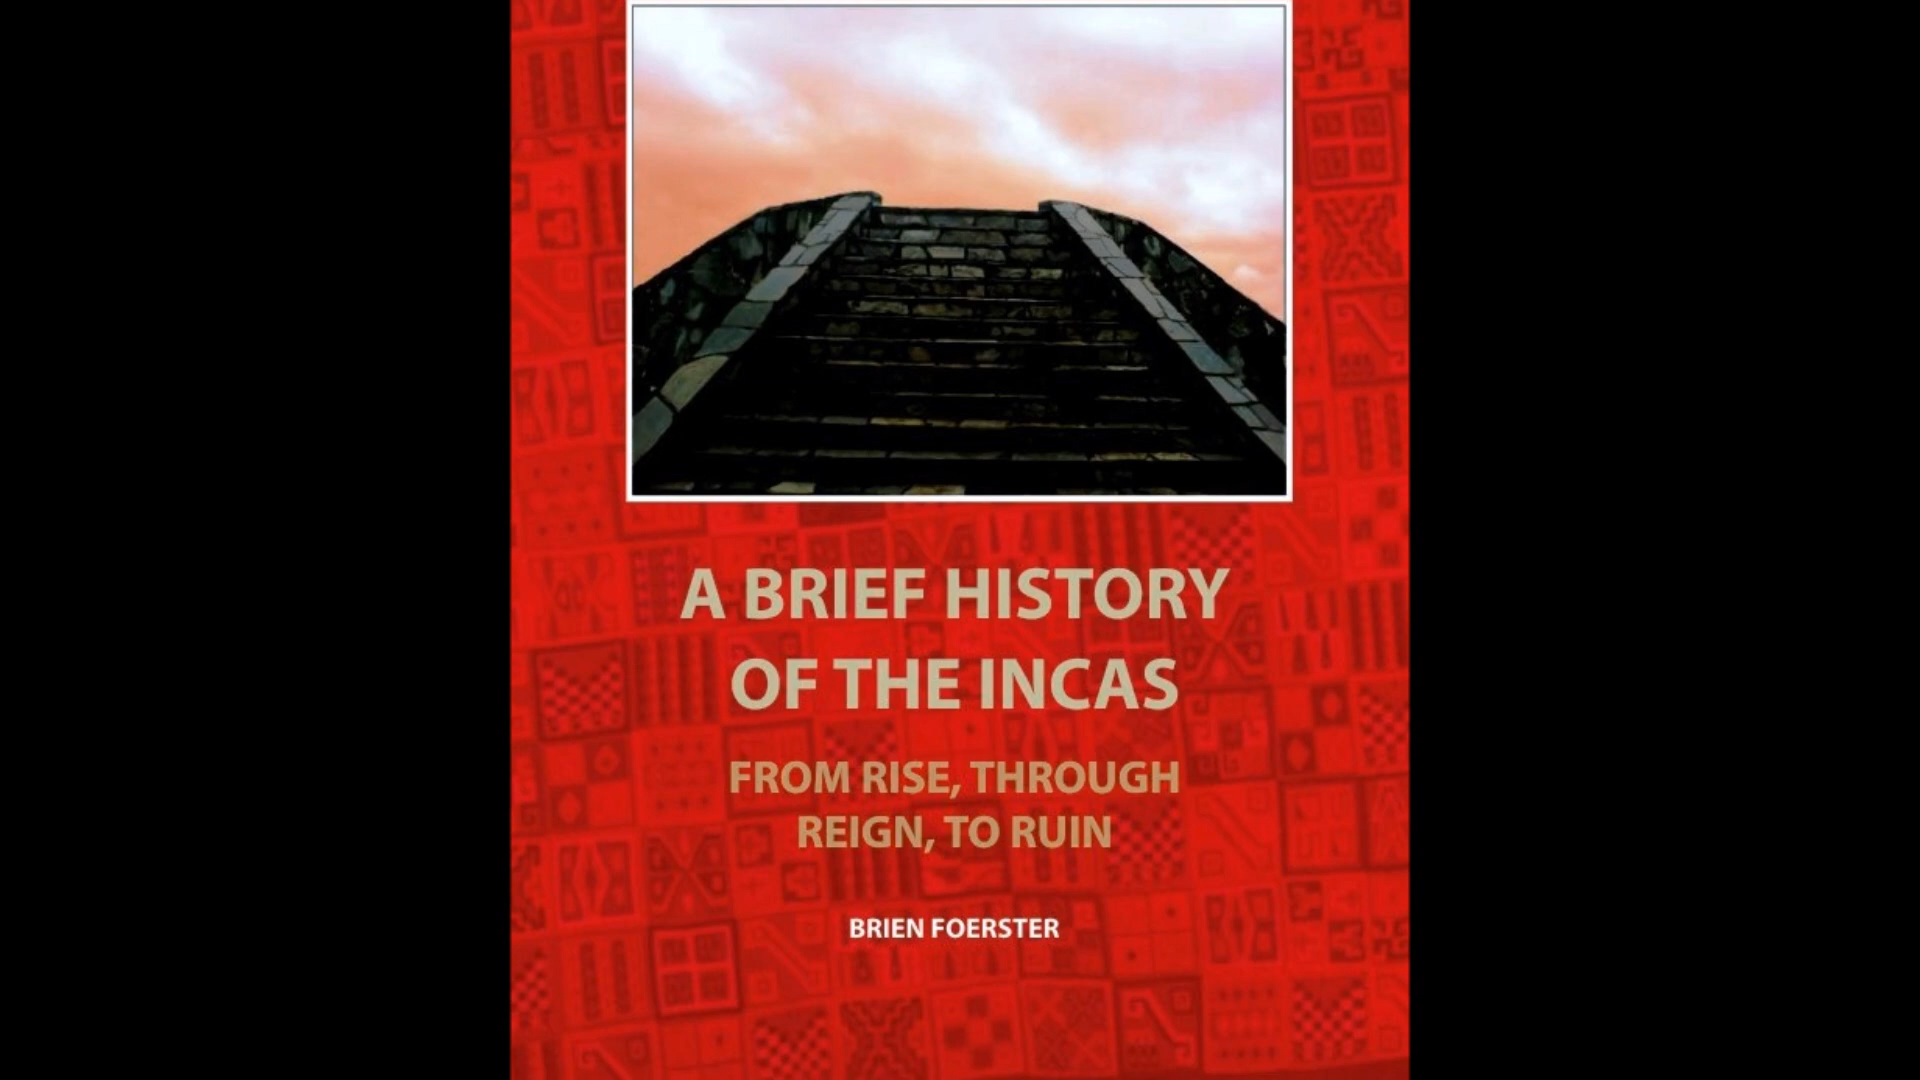 A BRIEF HISTORY
OF THE INCAS
FROM RISE, THROUGH
REIGN, TO RUIN
BRIEN FOERSTER